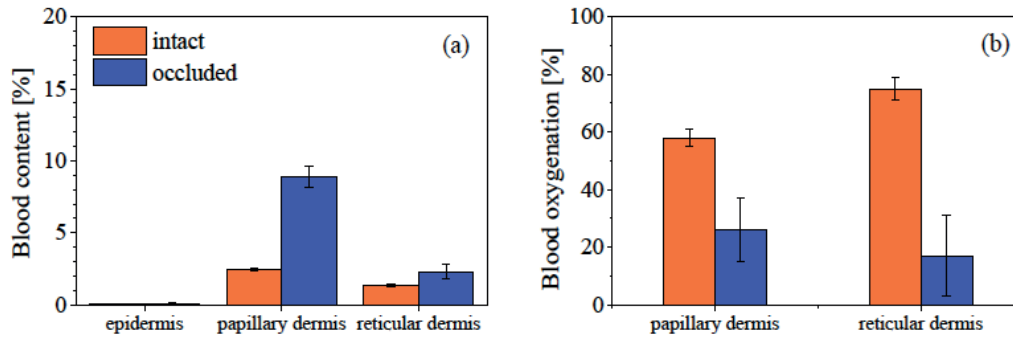 Blood content [%]
20
15
10
5
0
intact
occluded
(a)
epidermis
papillary dermis
reticular dermis
Blood oxygenation [%]
100
80
60
40
20
0
(b)
papillary dermis
reticular dermis